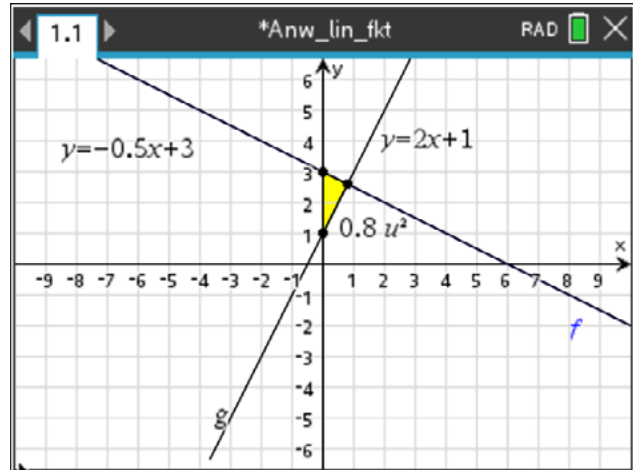 1.1 *Anw_lin_fkt RAD
y
6
5
y=-0.5x+3
4
y=2x+1
3
2
1
0.8 u²
x
-9 -8 -7 -6 -5 -4 -3 -2 -1 1 2 3 4 5 6 7 8 9
-1
-2
f
-3
-4
g
-5
-6